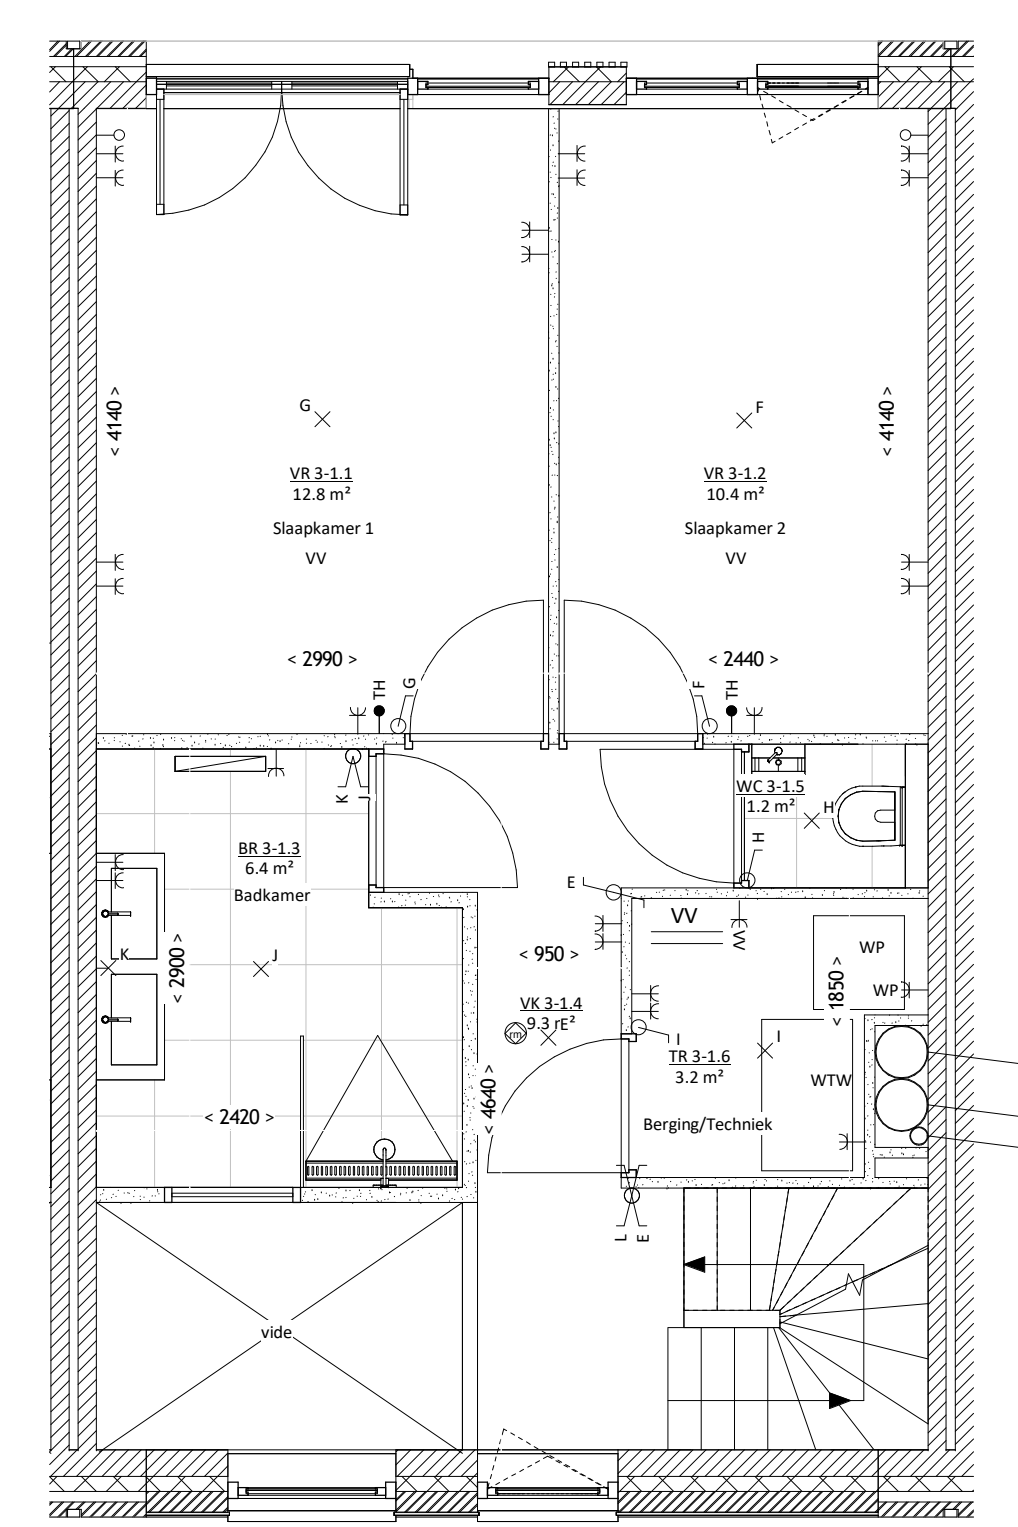 G
F
< 4140 >
< 4140 >
VR 3-1.1
12.8 m²
Slaapkamer 1
VV
VR 3-1.2
10.4 m²
Slaapkamer 2
VV
< 2990 >
< 2440 >
TH
G
F
TH
K
J
WC 3-1.5
1.2 m²
H
H
BR 3-1.3
6.4 m²
Badkamer
E
VV
VV
WP
WP
K
J
< 2900 >
< 950 >
< 1850 >
VK 3-1.4
9.3 m²
E
rm
I
I
TR 3-1.6
3.2 m²
WTW
< 2420 >
< 4640 >
Berging/Techniek
L
E
vide